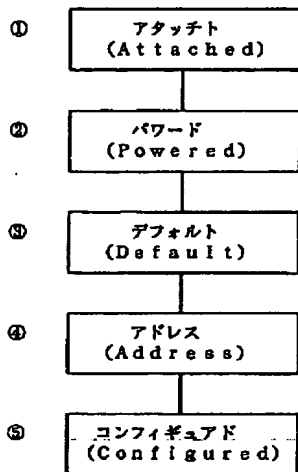 ① アタッチト
(Attached)
② パワード
(Powered)
③ デフォルト
(Default)
④ アドレス
(Address)
⑤ コンフィギュアド
(Configured)